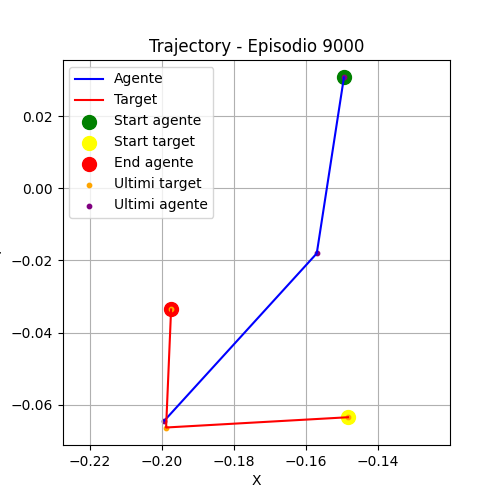 Trajectory - Episodio 9000
Agente
Target
Start agente
Start target
End agente
Ultimi target
Ultimi agente
0.02
0.00
−0.02
−0.04
−0.06
−0.22
−0.20
−0.18
−0.16
−0.14
X